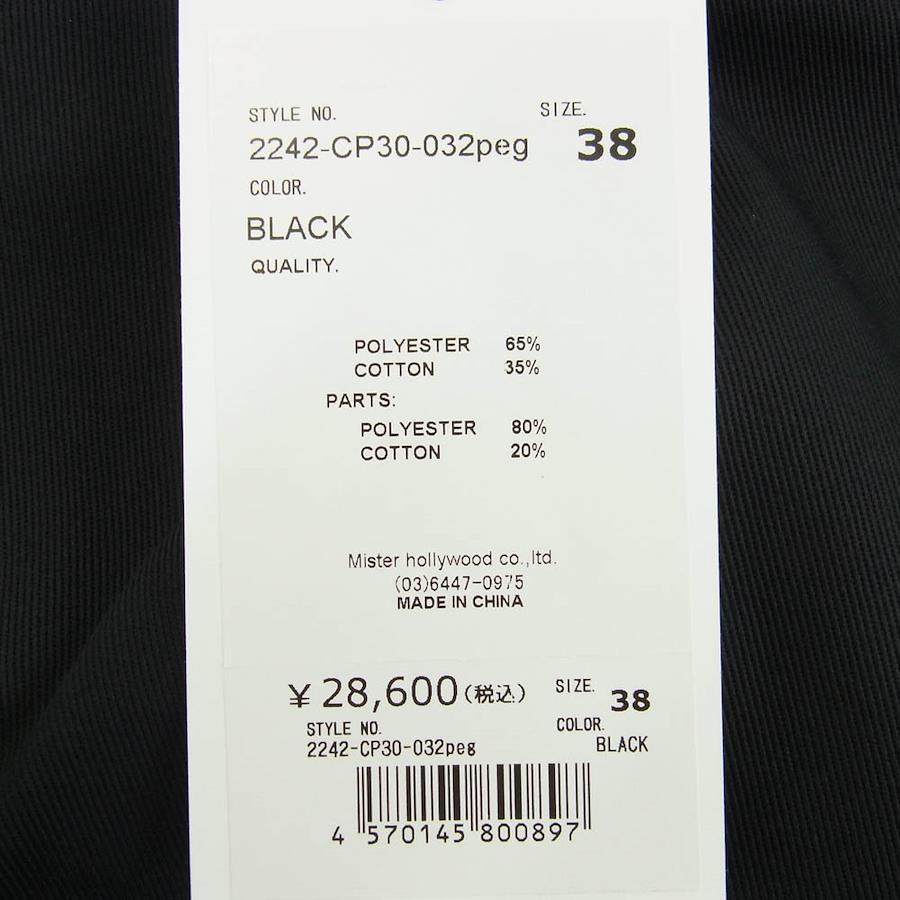 STYLE NO. SIZE.
2242-CP30-032peg 38
COLOR.
BLACK
QUALITY.
POLYESTER 65%
COTTON 35%
PARTS:
POLYESTER 80%
COTTON 20%
Mister hollywood co.,ltd.
(03)6447-0975
MADE IN CHINA
¥ 28,600(税込) SIZE. 38
STYLE NO. COLOR.
2242-CP30-032peg BLACK
4 570145 800897